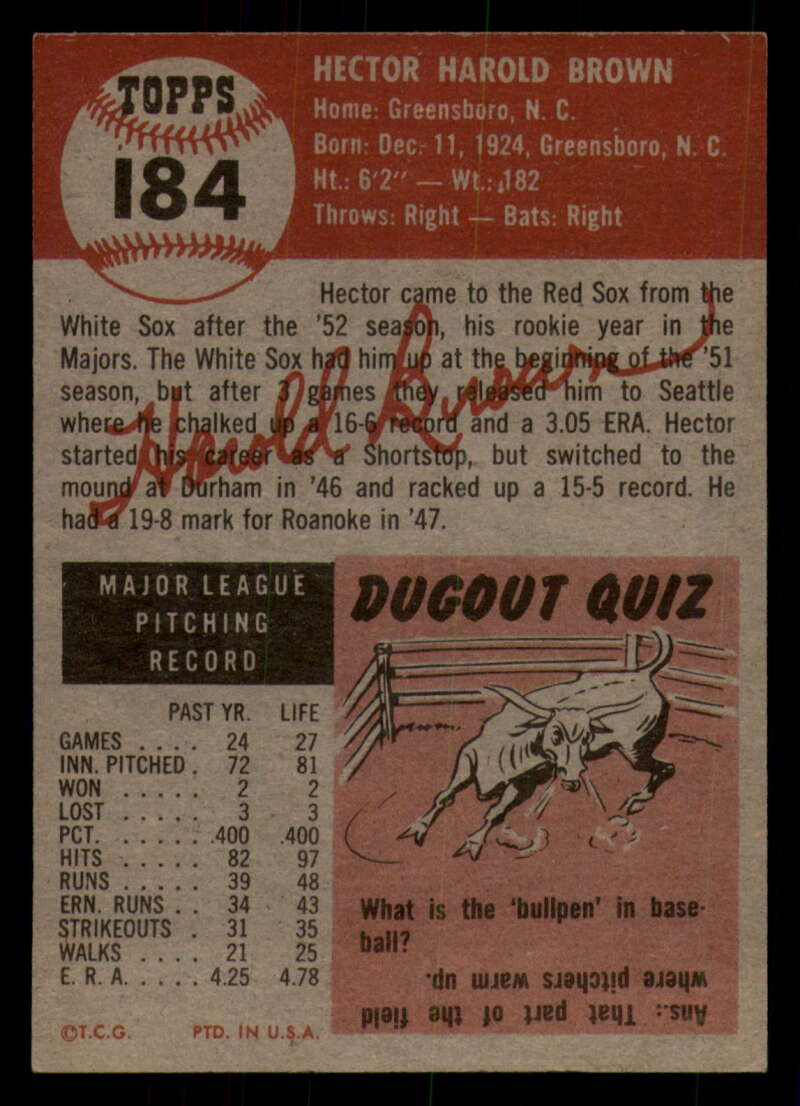 TOPPS
184
HECTOR HAROLD BROWN
Home: Greensboro, N. C.
Born: Dec. 11, 1924, Greensboro, N. C.
Ht.: 6'2" — Wt.: 182
Throws: Right — Bats: Right
Hector came to the Red Sox from the
White Sox after the '52 season, his rookie year in the
Majors. The White Sox had him up at the beginning of the '51
season, but after 3 games they released him to Seattle
where he chalked up a 16-6 record and a 3.05 ERA. Hector
started his career as a Shortstop, but switched to the
mound at Durham in '46 and racked up a 15-5 record. He
had a 19-8 mark for Roanoke in '47.
Harold Brown
MAJOR LEAGUE
PITCHING
RECORD
PAST YR. LIFE
GAMES . . . . 24 27
INN. PITCHED . 72 81
WON . . . . . 2 2
LOST . . . . . 3 3
PCT. . . . . . .400 .400
HITS . . . . . 82 97
RUNS . . . . . 39 48
ERN. RUNS . . 34 43
STRIKEOUTS . 31 35
WALKS . . . . 21 25
E. R. A. . . . . 4.25 4.78
©T.C.G. PTD. IN U.S.A.
DUGOUT QUIZ
What is the 'bullpen' in base-
ball?
Ans.: That part of the field
where pitchers warm up.